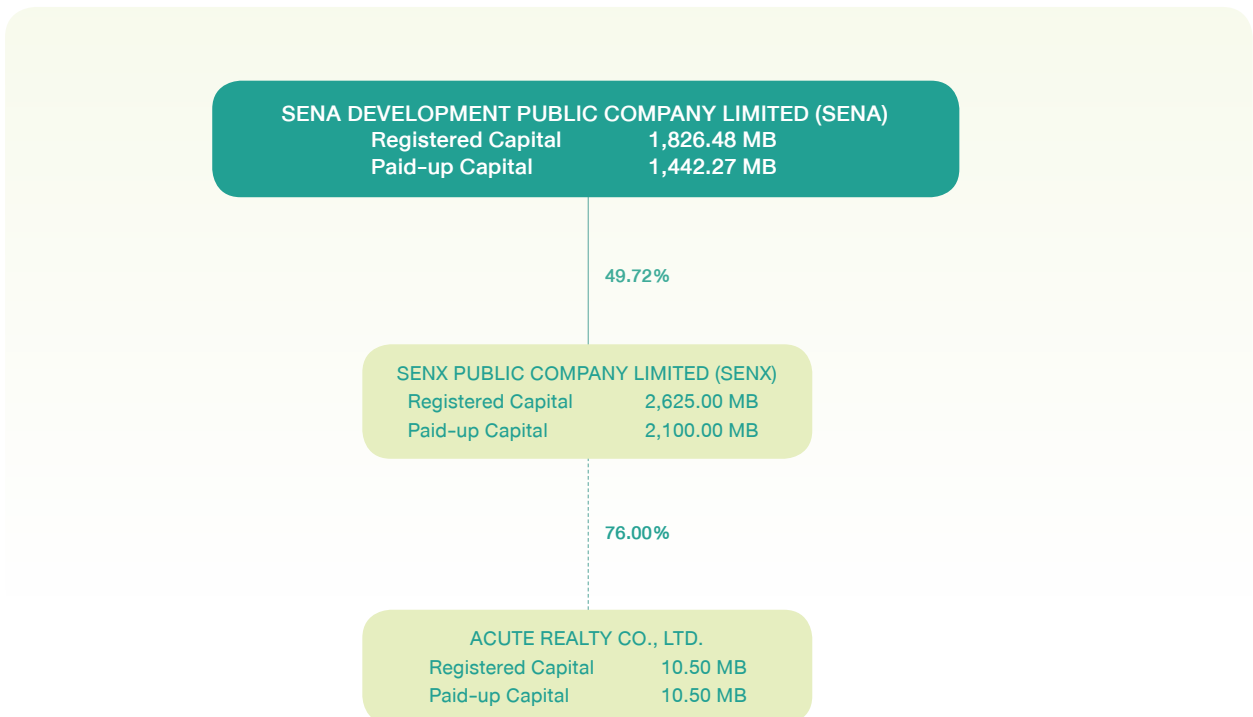 SENA DEVELOPMENT PUBLIC COMPANY LIMITED (SENA)
Registered Capital 1,826.48 MB
Paid-up Capital 1,442.27 MB
49.72%
SENX PUBLIC COMPANY LIMITED (SENX)
Registered Capital 2,625.00 MB
Paid-up Capital 2,100.00 MB
76.00%
ACUTE REALTY CO., LTD.
Registered Capital 10.50 MB
Paid-up Capital 10.50 MB